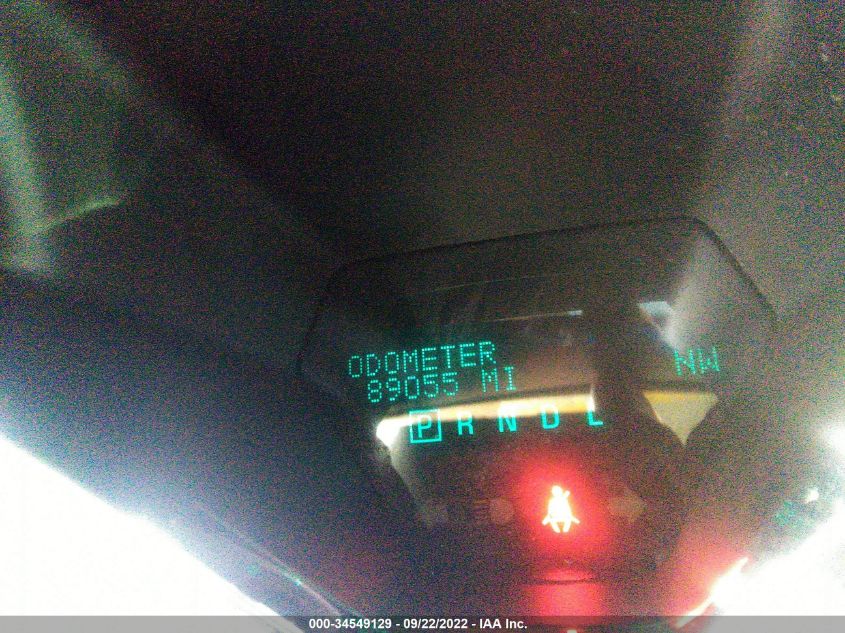 ODOMETER
NW
89055 MI
P R N D L
000-34549129 - 09/22/2022 - IAA Inc.